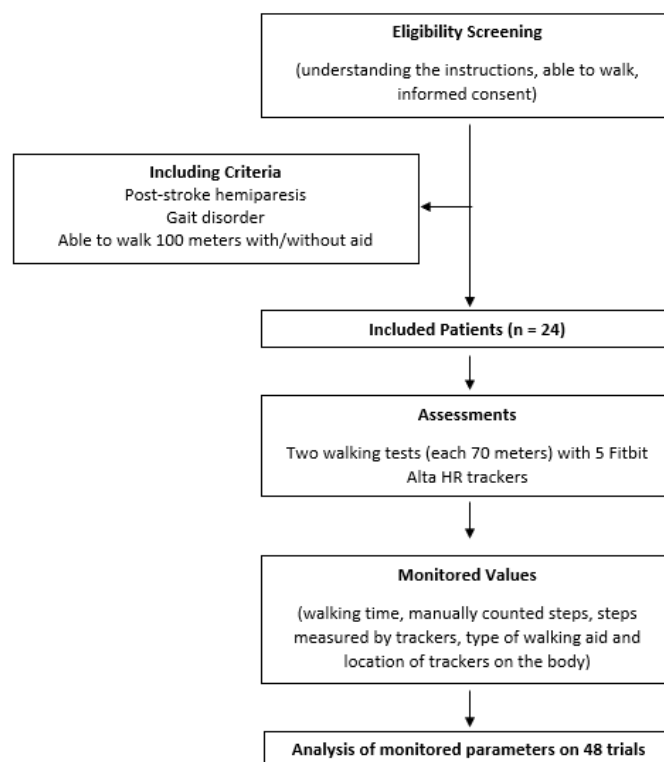 Eligibility Screening
(understanding the instructions, able to walk,
informed consent)
Including Criteria
Post-stroke hemiparesis
Gait disorder
Able to walk 100 meters with/without aid
Included Patients (n = 24)
Assessments
Two walking tests (each 70 meters) with 5 Fitbit
Alta HR trackers
Monitored Values
(walking time, manually counted steps, steps
measured by trackers, type of walking aid and
location of trackers on the body)
Analysis of monitored parameters on 48 trials